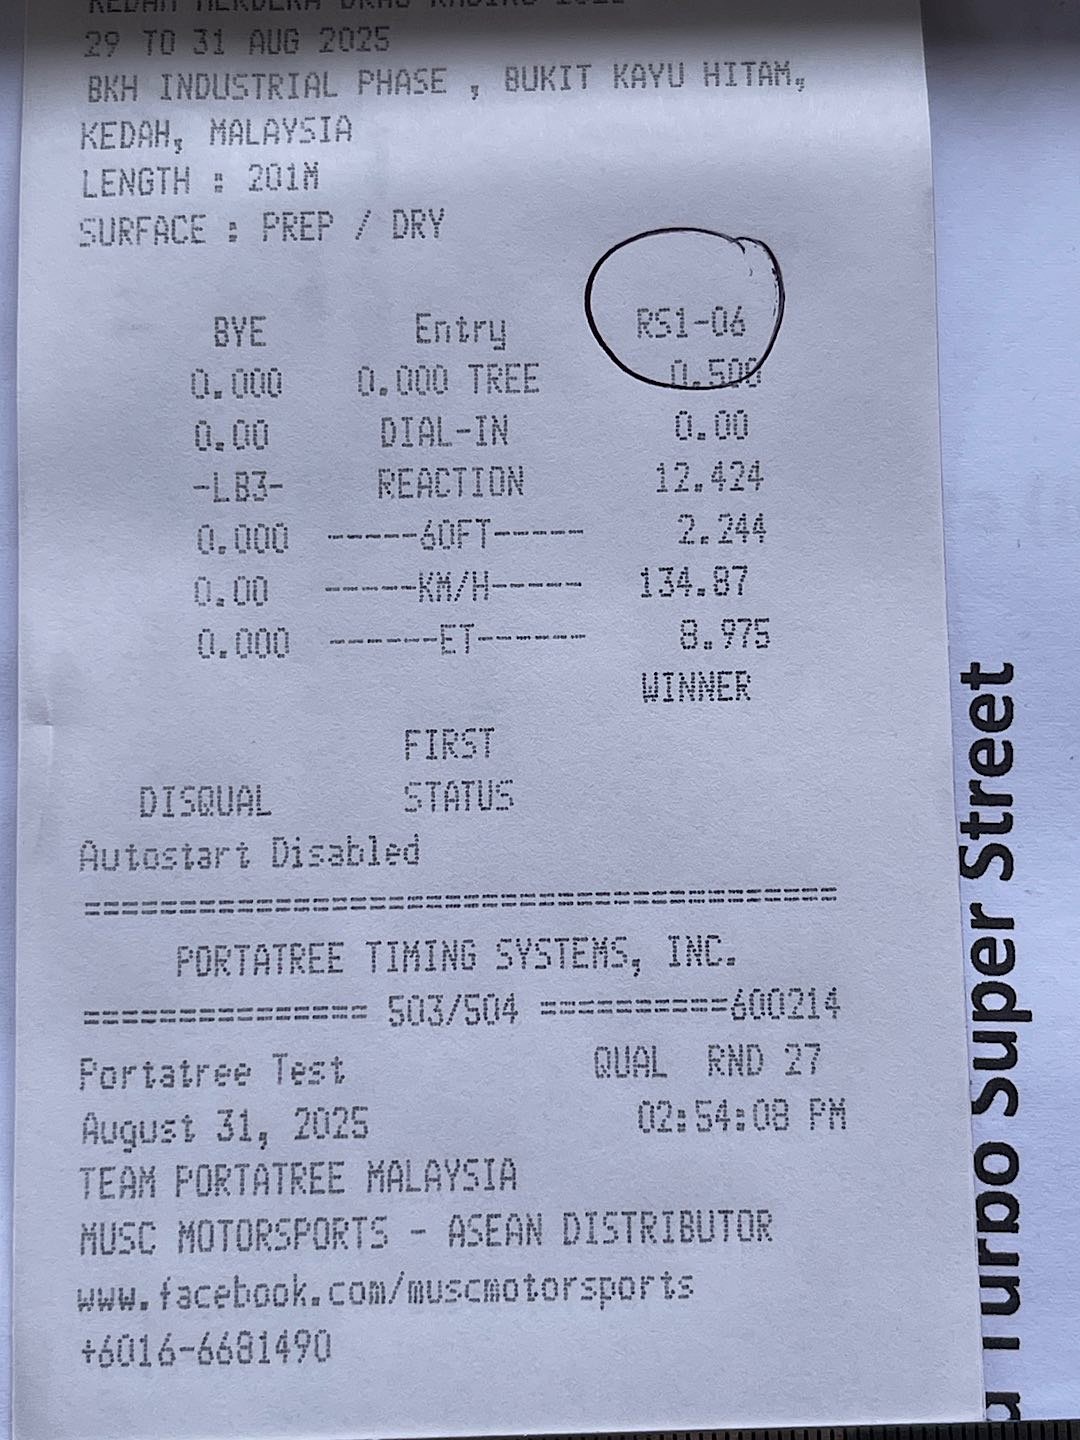 KEDAH MERDEKA DRAG RACING 2025
29 TO 31 AUG 2025
BKH INDUSTRIAL PHASE , BUKIT KAYU HITAM,
KEDAH, MALAYSIA
LENGTH : 201M
SURFACE : PREP / DRY
BYE Entry RS1-06
0.000 0.000 TREE 0.500
0.00 DIAL-IN 0.00
-LB3- REACTION 12.424
0.000 -----60FT----- 2.244
0.00 -----KM/H----- 134.87
0.000 ------ET------ 8.975
WINNER
FIRST
DISQUAL STATUS
Autostart Disabled
========================================
PORTATREE TIMING SYSTEMS, INC.
=============== 503/504 ==========600214
Portatree Test QUAL RND 27
August 31, 2025 02:54:08 PM
TEAM PORTATREE MALAYSIA
MUSC MOTORSPORTS - ASEAN DISTRIBUTOR
www.facebook.com/muscmotorsports
+6016-6681490
Turbo Super Street